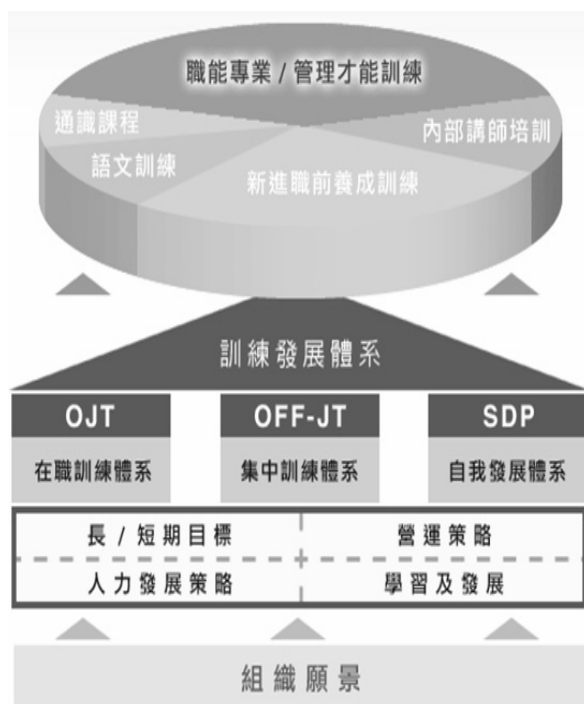 職能專業 / 管理才能訓練
通識課程
內部講師培訓
語文訓練
新進職前養成訓練
訓練發展體系
OJT
OFF-JT
SDP
在職訓練體系
集中訓練體系
自我發展體系
長 / 短期目標
營運策略
人力發展策略
學習及發展
組織願景